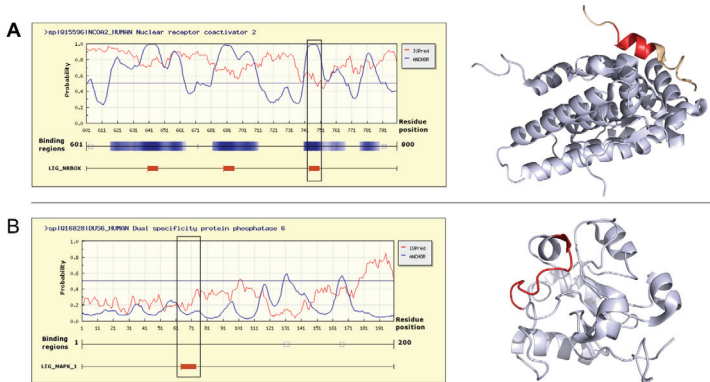 A
>sp|Q15596|NCOA2_HUMAN Nuclear receptor coactivator 2
IUPred
ANCHOR
Probability
1.0
0.8
0.6
0.4
0.2
0.0
601 611 621 631 641 651 661 671 681 691 701 711 721 731 741 751 761 771 781 791
Residue position
Binding regions 601 800
LIG_NRBOX
B
>sp|Q16828|DUS6_HUMAN Dual specificity protein phosphatase 6
IUPred
ANCHOR
Probability
1.0
0.8
0.6
0.4
0.2
0.0
1 11 21 31 41 51 61 71 81 91 101 111 121 131 141 151 161 171 181 191
Residue position
Binding regions 1 200
LIG_MAPK_1